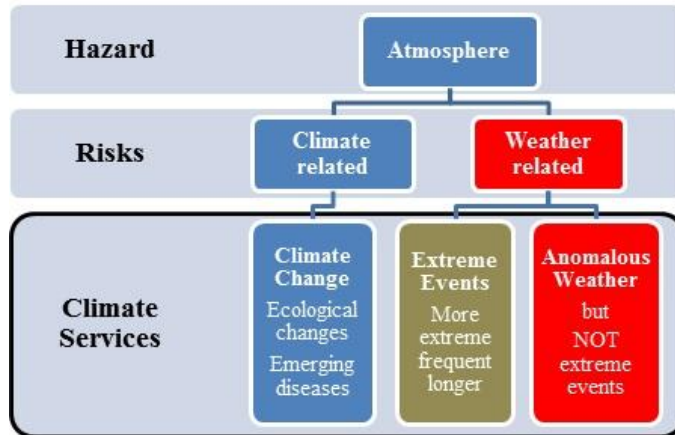 Hazard
Atmosphere
Risks
Climate
related
Weather
related
Climate
Services
Climate
Change
Ecological
changes
Emerging
diseases
Extreme
Events
More
extreme
frequent
longer
Anomalous
Weather
but
NOT
extreme
events